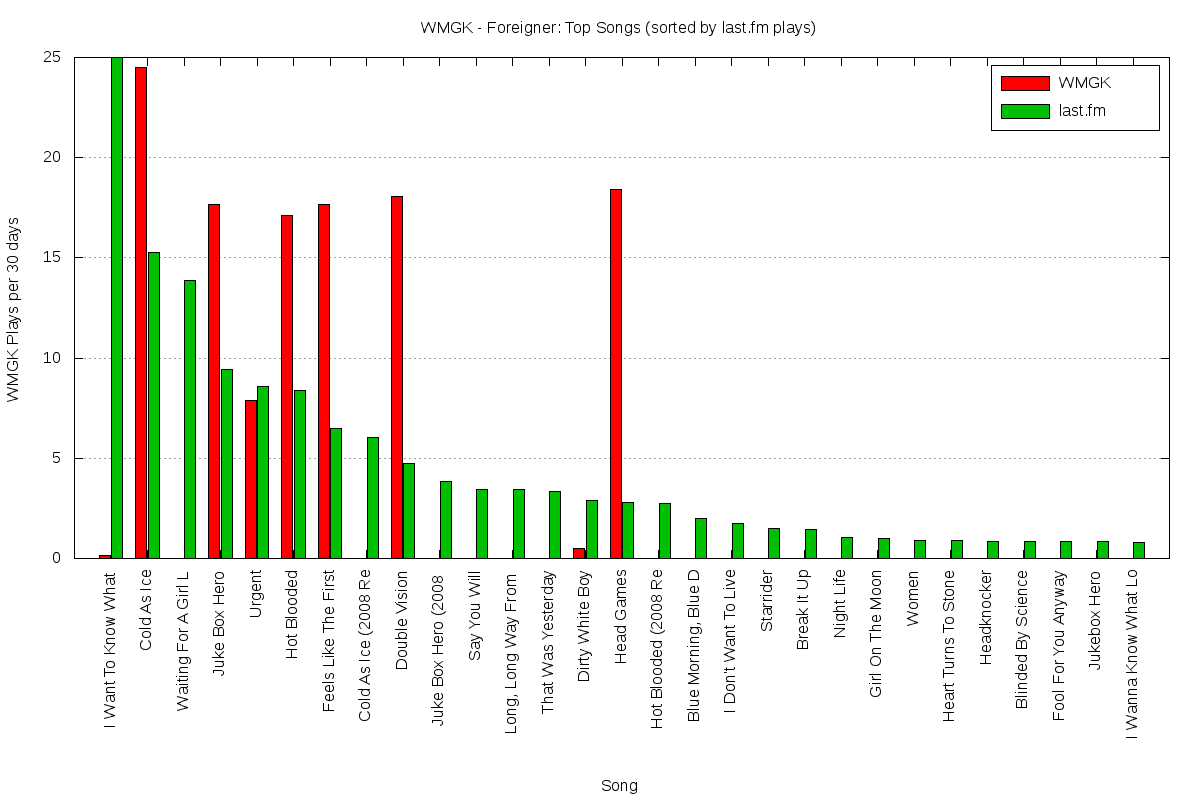 WMGK - Foreigner: Top Songs (sorted by last.fm plays)
WMGK
last.fm
WMGK Plays per 30 days
25
20
15
10
5
0
I Want To Know What
Cold As Ice
Waiting For A Girl L
Juke Box Hero
Urgent
Hot Blooded
Feels Like The First
Cold As Ice (2008 Re
Double Vision
Juke Box Hero (2008
Say You Will
Long, Long Way From
That Was Yesterday
Dirty White Boy
Head Games
Hot Blooded (2008 Re
Blue Morning, Blue D
I Don't Want To Live
Starrider
Break It Up
Night Life
Girl On The Moon
Women
Heart Turns To Stone
Headknocker
Blinded By Science
Fool For You Anyway
Jukebox Hero
I Wanna Know What Lo
Song